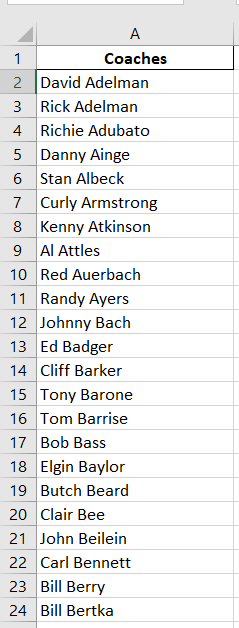 A
1 Coaches
2 David Adelman
3 Rick Adelman
4 Richie Adubato
5 Danny Ainge
6 Stan Albeck
7 Curly Armstrong
8 Kenny Atkinson
9 Al Attles
10 Red Auerbach
11 Randy Ayers
12 Johnny Bach
13 Ed Badger
14 Cliff Barker
15 Tony Barone
16 Tom Barrise
17 Bob Bass
18 Elgin Baylor
19 Butch Beard
20 Clair Bee
21 John Beilein
22 Carl Bennett
23 Bill Berry
24 Bill Bertka